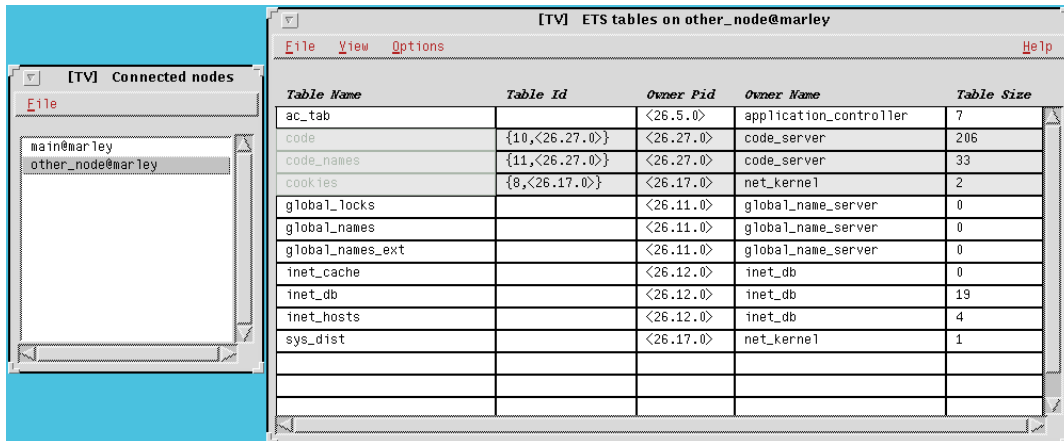 [TV] Connected nodes
File
main@marley
other_node@marley
[TV] ETS tables on other_node@marley
File View Options Help
Table Name Table Id Owner Pid Owner Name Table Size
ac_tab <26.5.0> application_controller 7
code {10,<26.27.0>} <26.27.0> code_server 206
code_names {11,<26.27.0>} <26.27.0> code_server 33
cookies {8,<26.17.0>} <26.17.0> net_kernel 2
global_locks <26.11.0> global_name_server 0
global_names <26.11.0> global_name_server 0
global_names_ext <26.11.0> global_name_server 0
inet_cache <26.12.0> inet_db 0
inet_db <26.12.0> inet_db 19
inet_hosts <26.12.0> inet_db 4
sys_dist <26.17.0> net_kernel 1